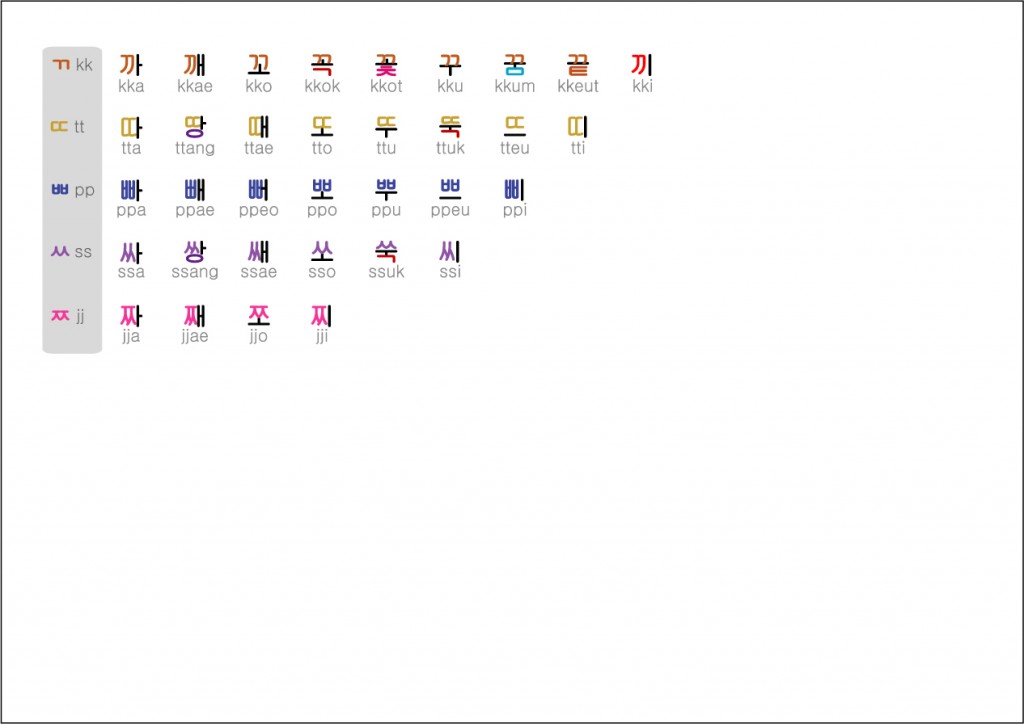 ㄲ kk 까 깨 꼬 꼭 꽃 꾸 꿈 끝 끼
kka kkae kko kkok kkot kku kkum kkeut kki
ㄸ tt 따 땅 때 또 뚜 뚝 뜨 띠
tta ttang ttae tto ttu ttuk tteu tti
ㅃ pp 빠 빼 뻐 뽀 뿌 쁘 삐
ppa ppae ppeo ppo ppu ppeu ppi
ㅆ ss 싸 쌍 쌔 쏘 쑥 씨
ssa ssang ssae sso ssuk ssi
ㅉ jj 짜 째 쪼 찌
jja jjae jjo jji